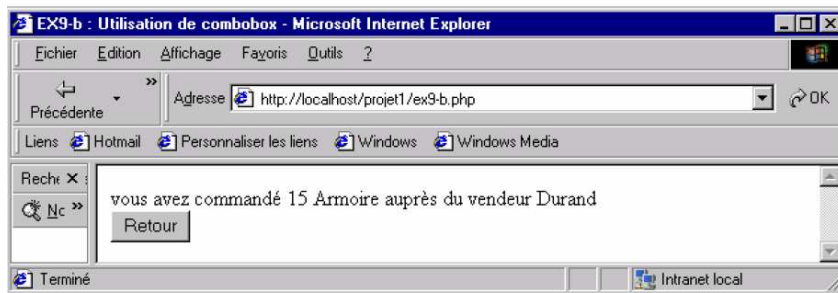 EX9-b : Utilisation de combobox - Microsoft Internet Explorer
Fichier Edition Affichage Favoris Outils ?
Précédente » Adresse http://localhost/projet1/ex9-b.php OK
Liens Hotmail Personnaliser les liens Windows Windows Media
Reche
No »
vous avez commandé 15 Armoire auprès du vendeur Durand
Retour
Terminé Intranet local